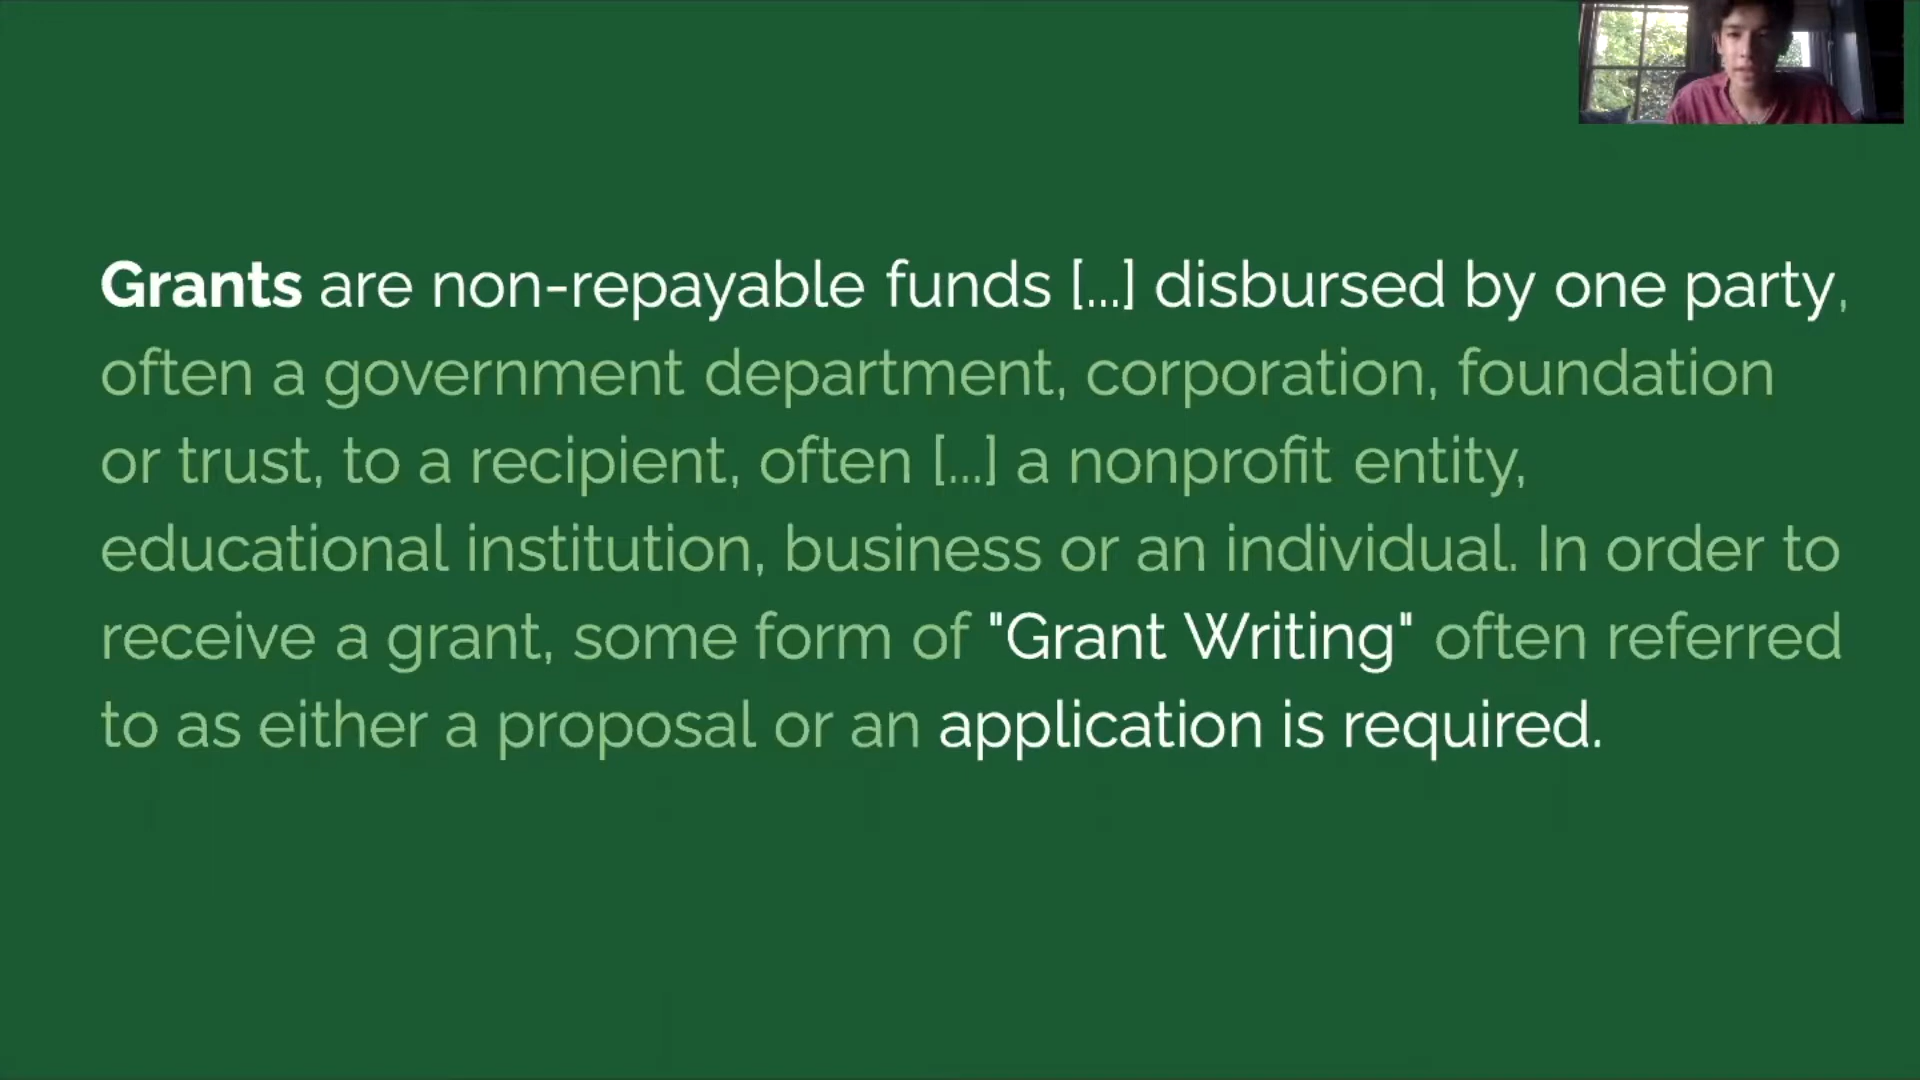 Grants are non-repayable funds [...] disbursed by one party,
often a government department, corporation, foundation
or trust, to a recipient, often [...] a nonprofit entity,
educational institution, business or an individual. In order to
receive a grant, some form of "Grant Writing" often referred
to as either a proposal or an application is required.